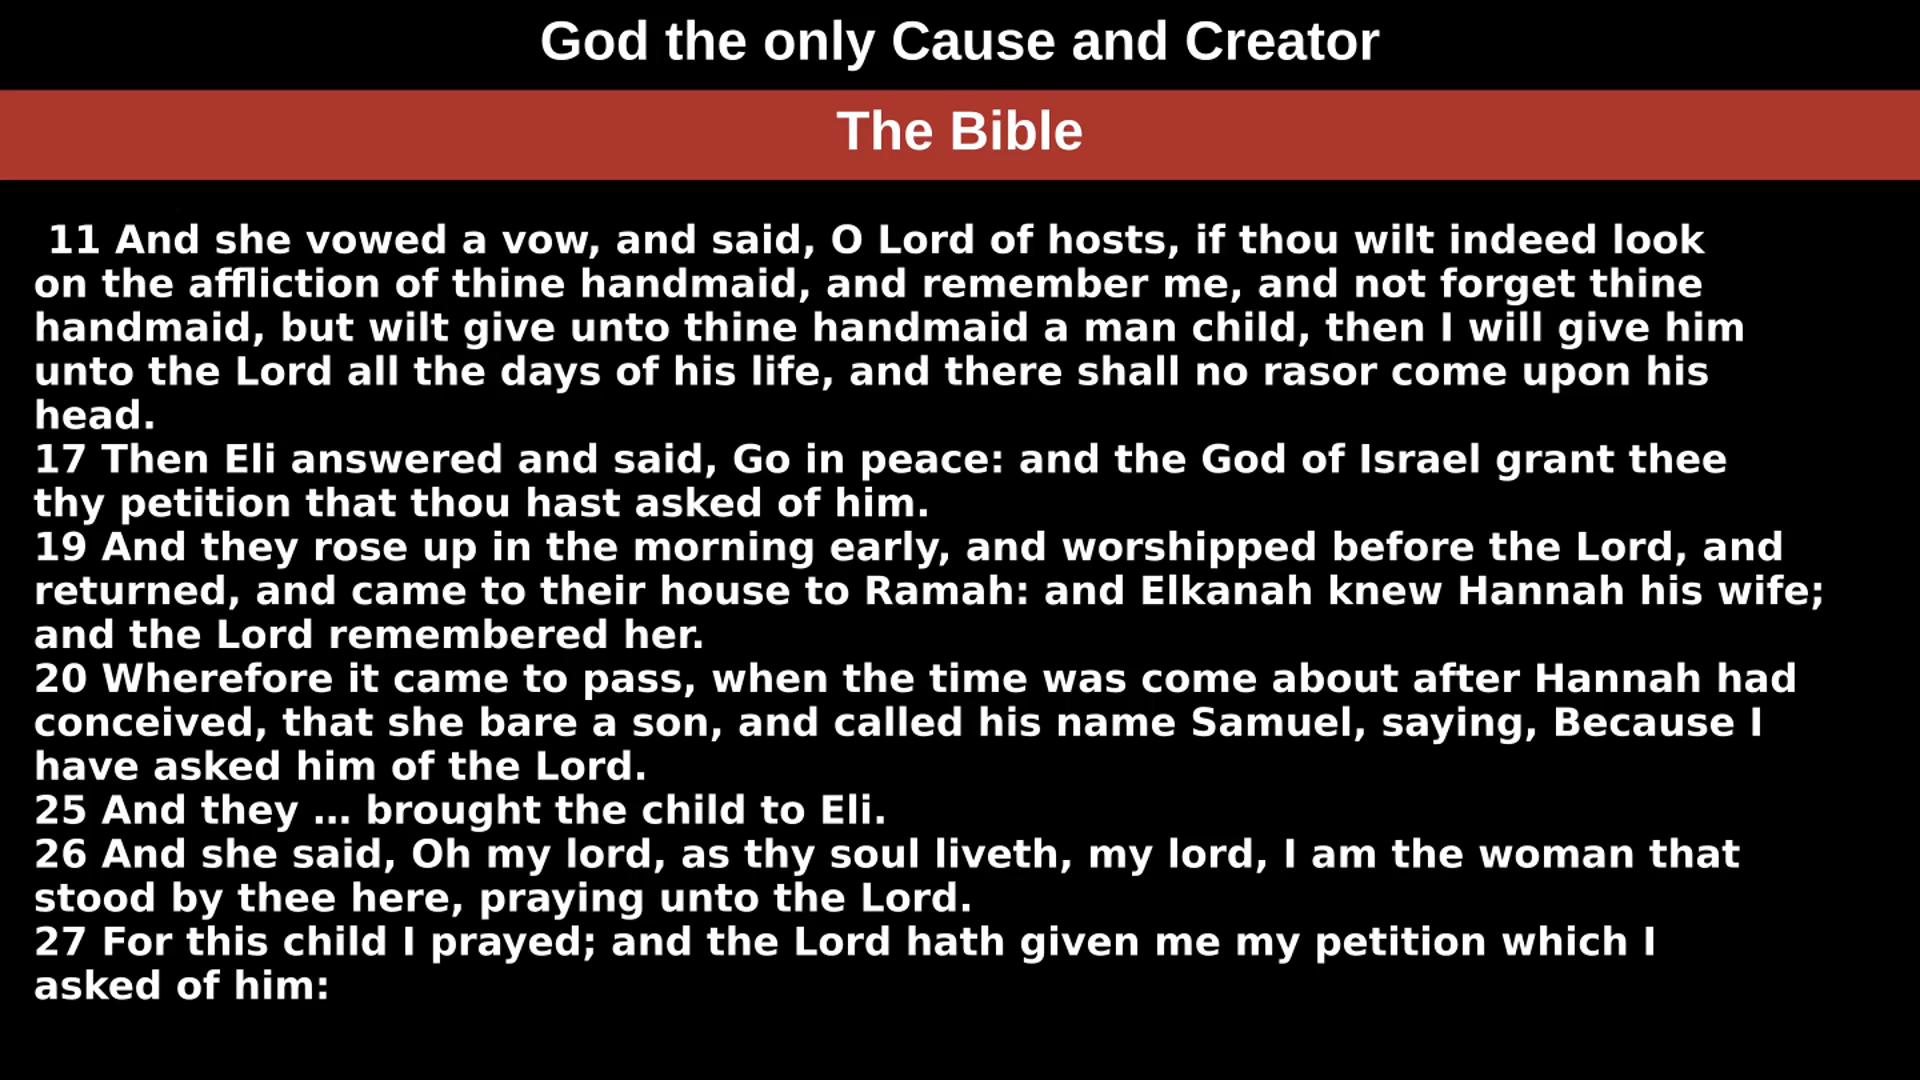 God the only Cause and Creator
The Bible
11 And she vowed a vow, and said, O Lord of hosts, if thou wilt indeed look
on the affliction of thine handmaid, and remember me, and not forget thine
handmaid, but wilt give unto thine handmaid a man child, then I will give him
unto the Lord all the days of his life, and there shall no rasor come upon his
head.
17 Then Eli answered and said, Go in peace: and the God of Israel grant thee
thy petition that thou hast asked of him.
19 And they rose up in the morning early, and worshipped before the Lord, and
returned, and came to their house to Ramah: and Elkanah knew Hannah his wife;
and the Lord remembered her.
20 Wherefore it came to pass, when the time was come about after Hannah had
conceived, that she bare a son, and called his name Samuel, saying, Because I
have asked him of the Lord.
25 And they … brought the child to Eli.
26 And she said, Oh my lord, as thy soul liveth, my lord, I am the woman that
stood by thee here, praying unto the Lord.
27 For this child I prayed; and the Lord hath given me my petition which I
asked of him: